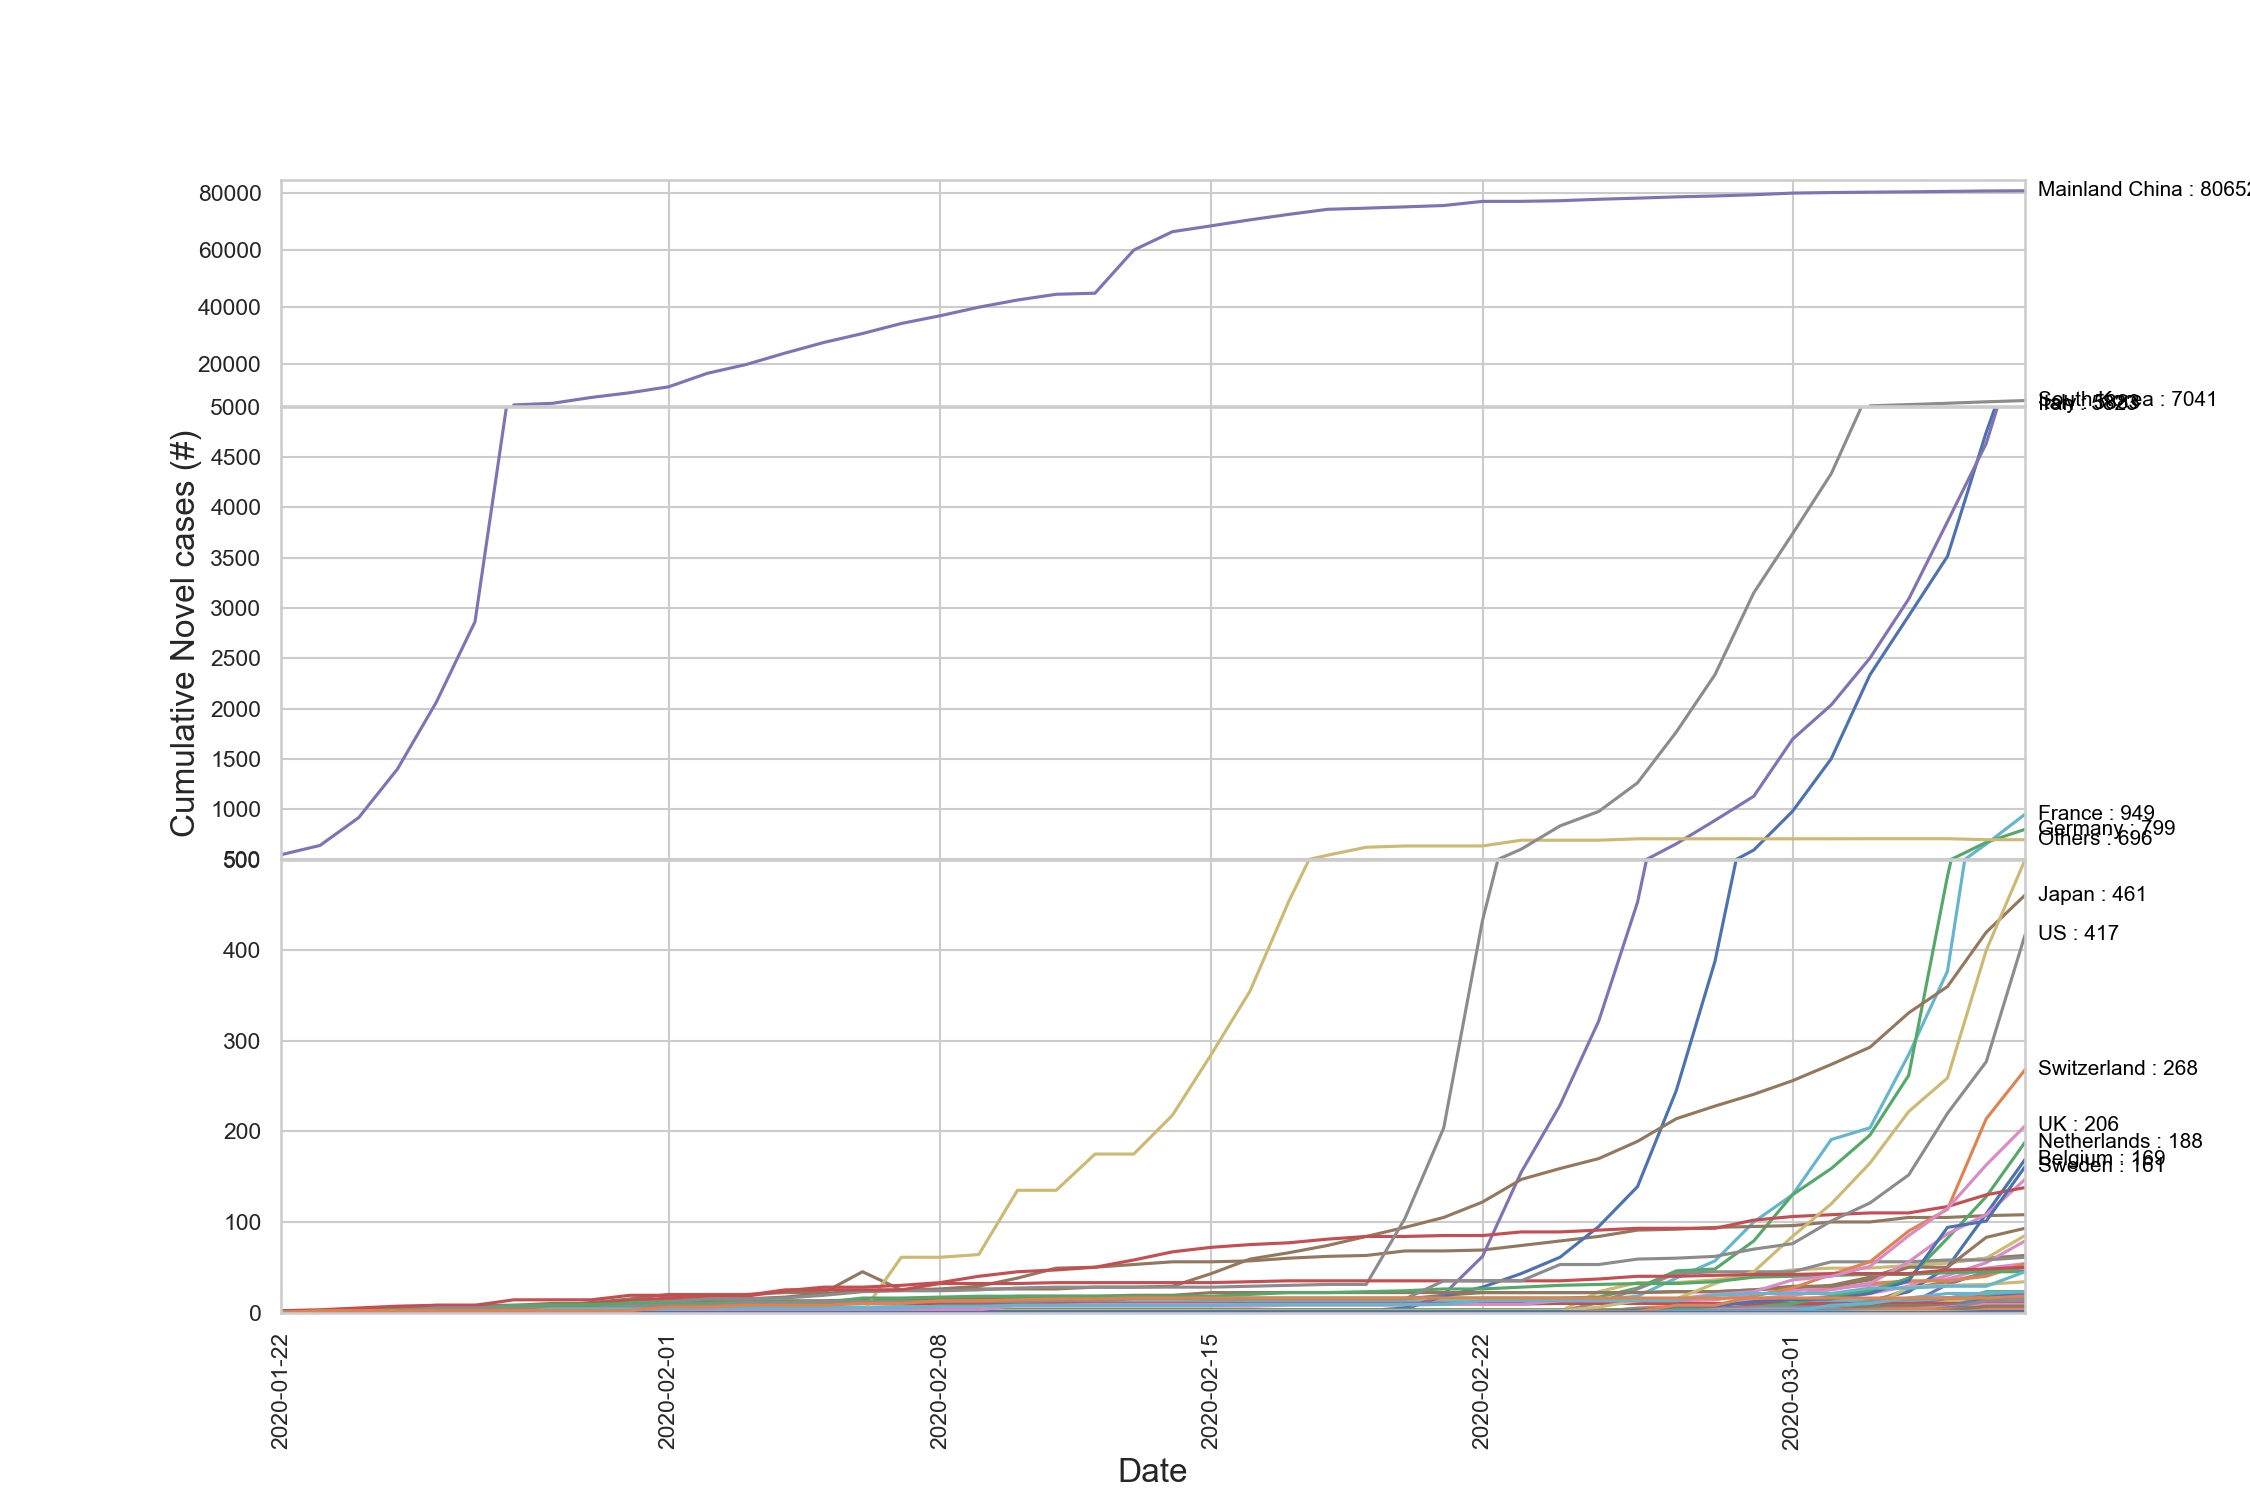 80000
60000
40000
20000
5000
4500
4000
3500
3000
2500
2000
1500
1000
500
400
300
200
100
0
Cumulative Novel cases (#)
Mainland China : 80652
South Korea : 7041
Italy : 5883
France : 949
Germany : 799
Others : 696
Japan : 461
US : 417
Switzerland : 268
UK : 206
Netherlands : 188
Belgium : 169
Sweden : 161
2020-01-22
2020-02-01
2020-02-08
2020-02-15
2020-02-22
2020-03-01
Date